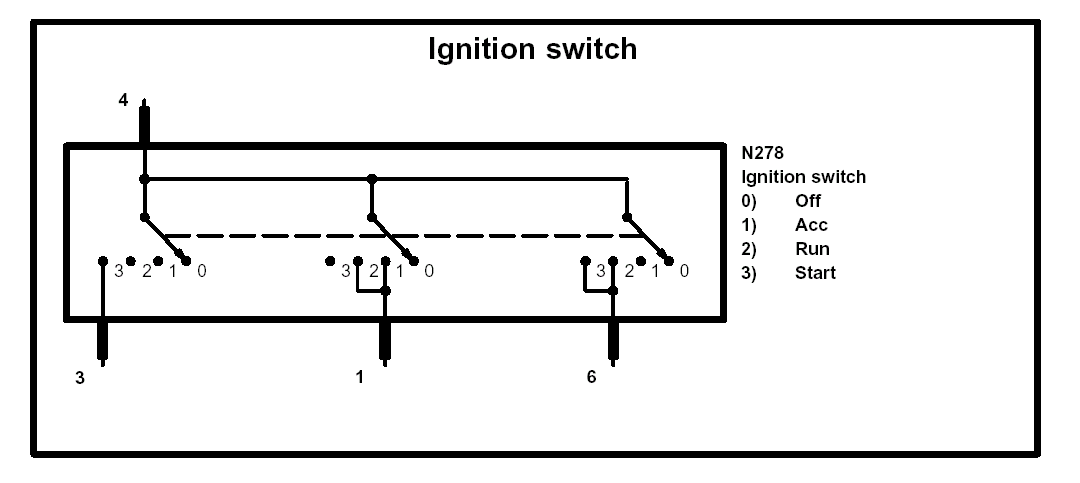 Ignition switch
4
N278
Ignition switch
0) Off
1) Acc
2) Run
3) Start
3 2 1 0
3 2 1 0
3 2 1 0
3
1
6